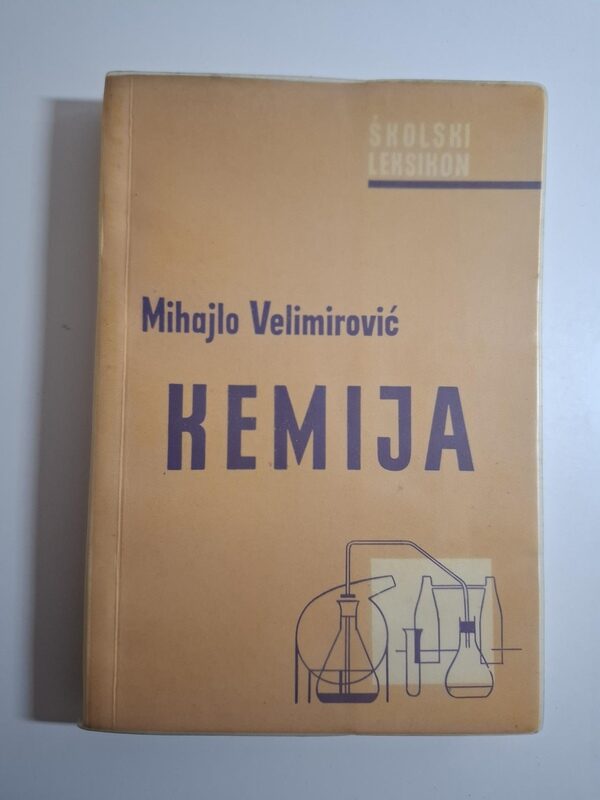 ŠKOLSKI
LEKSIKON
Mihajlo Velimirović
KEMIJA